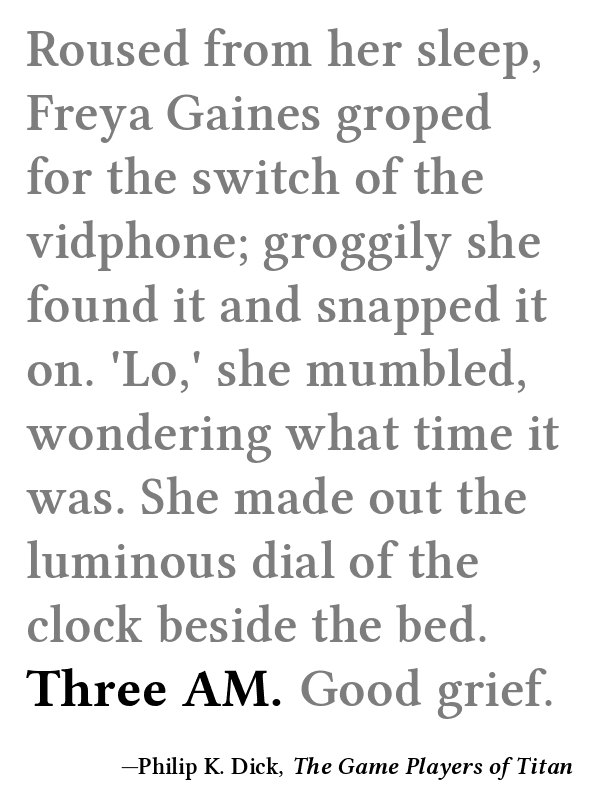 Roused from her sleep,
Freya Gaines groped
for the switch of the
vidphone; groggily she
found it and snapped it
on. 'Lo,' she mumbled,
wondering what time it
was. She made out the
luminous dial of the
clock beside the bed.
Three AM. Good grief.
—Philip K. Dick, The Game Players of Titan